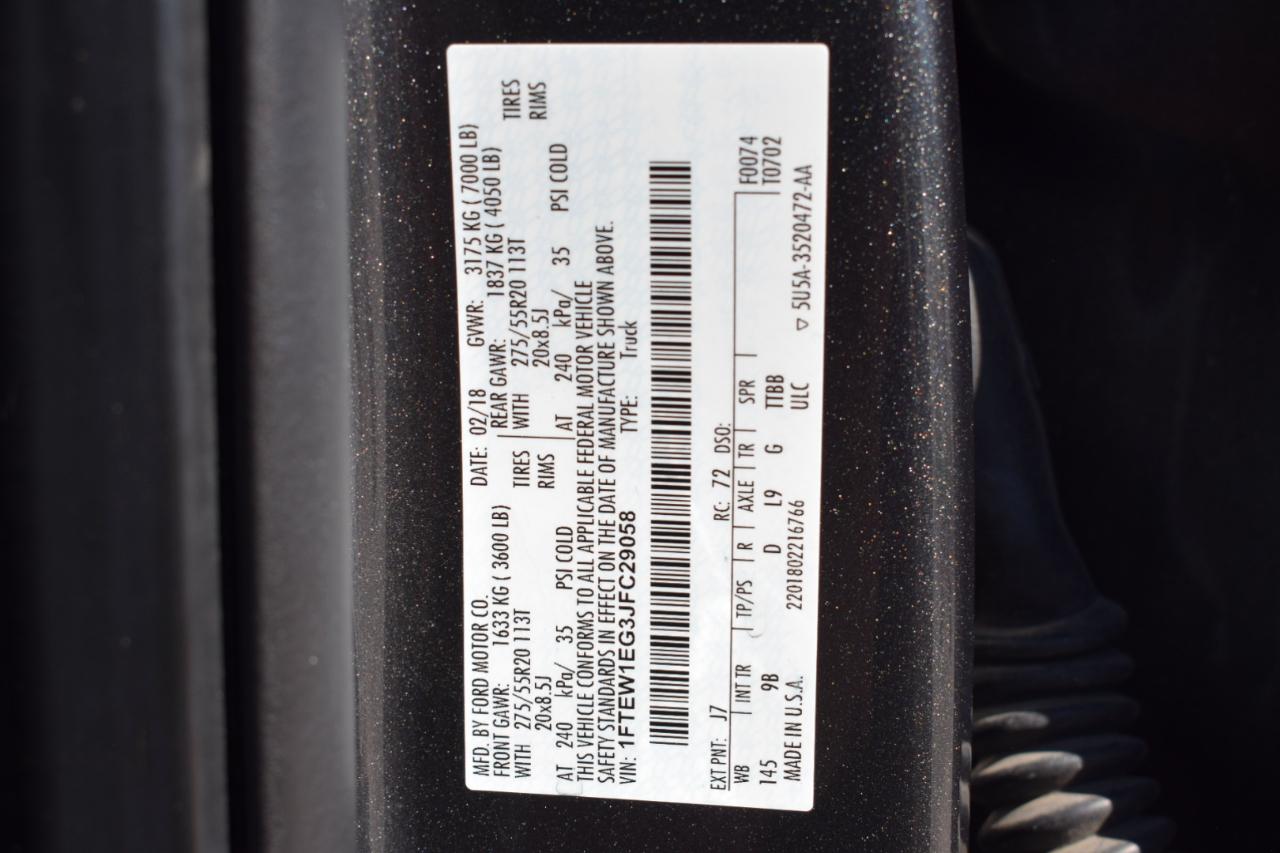 MFD. BY FORD MOTOR CO. DATE: 02/18 GVWR: 3175 KG ( 7000 LB)
FRONT GAWR: 1633 KG ( 3600 LB) REAR GAWR: 1837 KG ( 4050 LB)
WITH 275/55R20 113T TIRES WITH 275/55R20 113T TIRES
20x8.5J RIMS 20x8.5J RIMS
AT 240 kPa/ 35 PSI COLD AT 240 kPa/ 35 PSI COLD
THIS VEHICLE CONFORMS TO ALL APPLICABLE FEDERAL MOTOR VEHICLE
SAFETY STANDARDS IN EFFECT ON THE DATE OF MANUFACTURE SHOWN ABOVE.
VIN: 1FTEW1EG3JFC29058 TYPE: Truck
EXT PNT: J7 RC: 72 DSO: F0074
WB INT TR TP/PS R AXLE TR SPR T0702
145 9B D L9 G TTBB
MADE IN U.S.A. 2201802216766 ULC ▽ 5U5A-3520472-AA